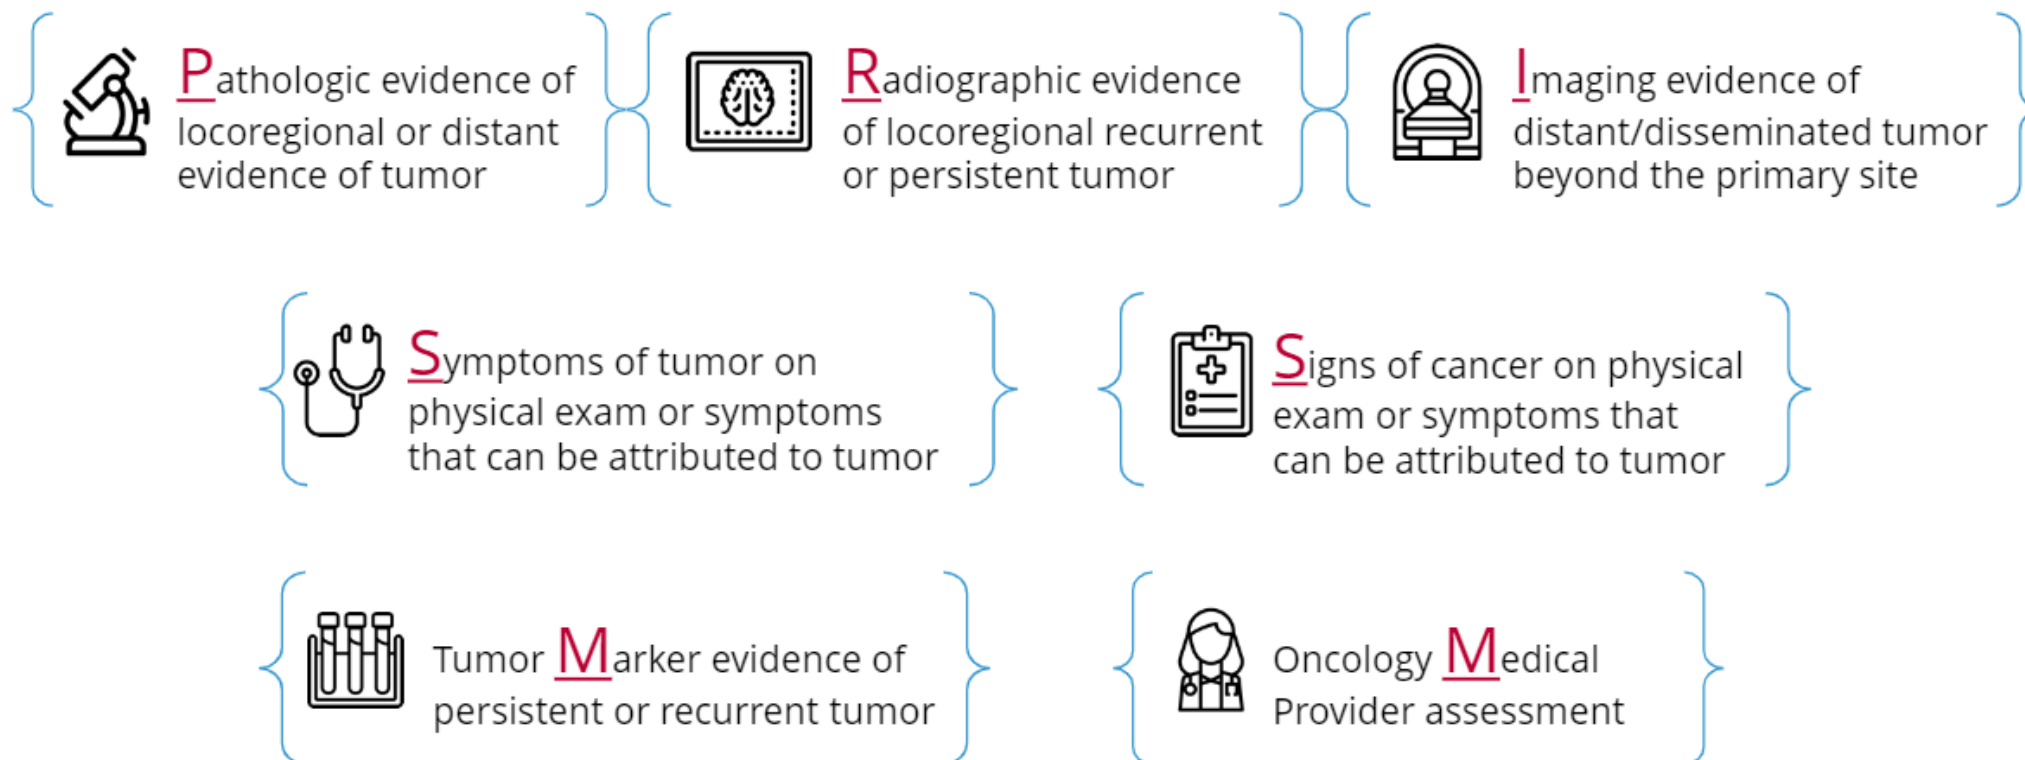 Pathologic evidence of
locoregional or distant
evidence of tumor
Radiographic evidence
of locoregional recurrent
or persistent tumor
Imaging evidence of
distant/disseminated tumor
beyond the primary site
Symptoms of tumor on
physical exam or symptoms
that can be attributed to tumor
Signs of cancer on physical
exam or symptoms that
can be attributed to tumor
Tumor Marker evidence of
persistent or recurrent tumor
Oncology Medical
Provider assessment